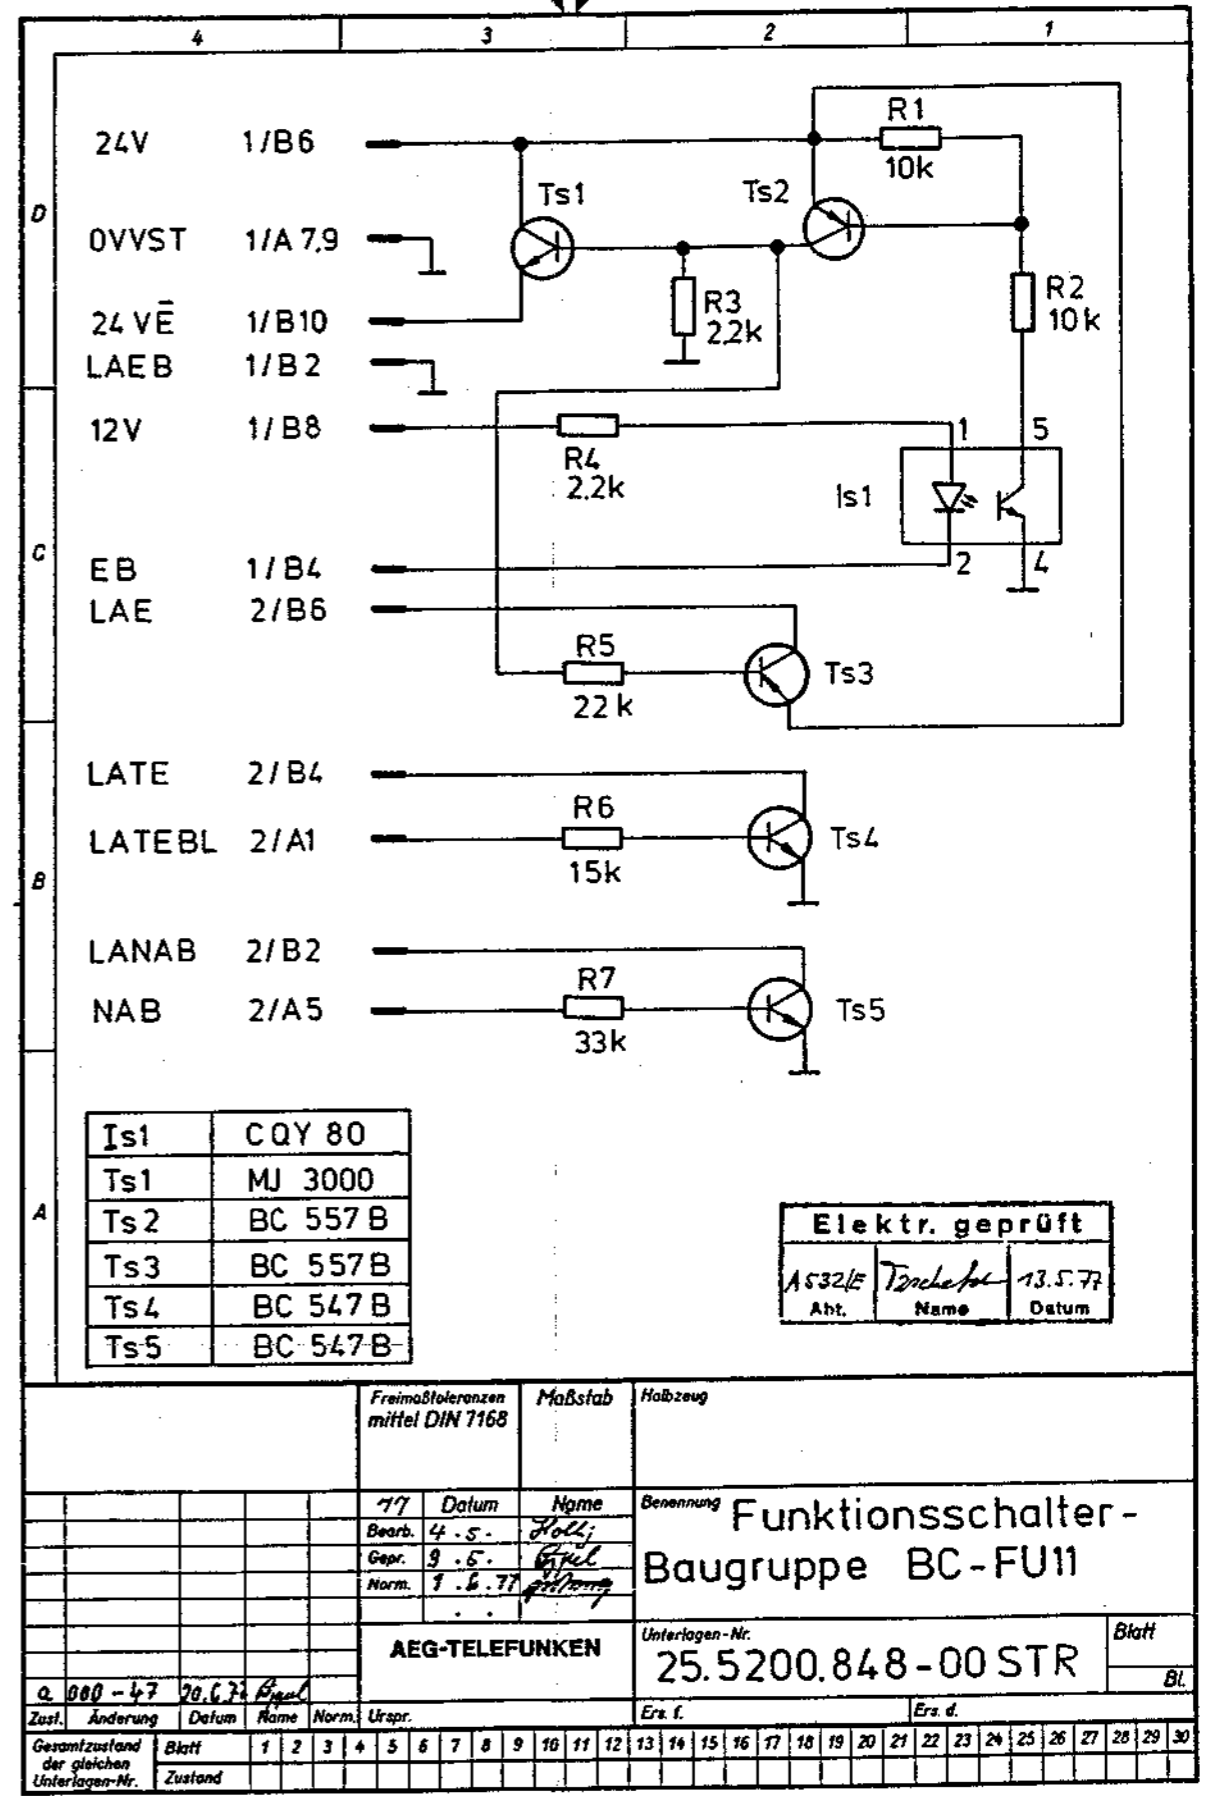 4 3 2 1
D
C
B
A
24V 1/B6
0VVST 1/A 7,9
24 VĒ 1/B10
LAEB 1/B2
12V 1/B8
EB 1/B4
LAE 2/B6
LATE 2/B4
LATEBL 2/A1
LANAB 2/B2
NAB 2/A5
R1
10k
Ts1
Ts2
R2
10k
R3
2,2k
R4
2,2k
1 5
Is1
2 4
R5
22k
Ts3
R6
15k
Ts4
R7
33k
Ts5
Is1 CQY 80
Ts1 MJ 3000
Ts2 BC 557 B
Ts3 BC 557 B
Ts4 BC 547 B
Ts5 BC 547 B
Elektr. geprüft
A532/E 13.5.77
Abt. Name Datum
Freimaßtoleranzen
mittel DIN 7168
Maßstab
Halbzeug
77 Datum Name
Bearb. 4.5.
Gepr. 9.5.
Norm.
Benennung Funktionsschalter-
Baugruppe BC-FU11
AEG-TELEFUNKEN
Unterlagen-Nr.
25.5200.848-00 STR
Blatt
Bl.
a 000-47
Zust. Änderung Datum Name Norm. Urspr.
Ers. f. Ers. d.
Gesamtzustand
der gleichen
Unterlagen-Nr.
Blatt 1 2 3 4 5 6 7 8 9 10 11 12 13 14 15 16 17 18 19 20 21 22 23 24 25 26 27 28 29 30
Zustand